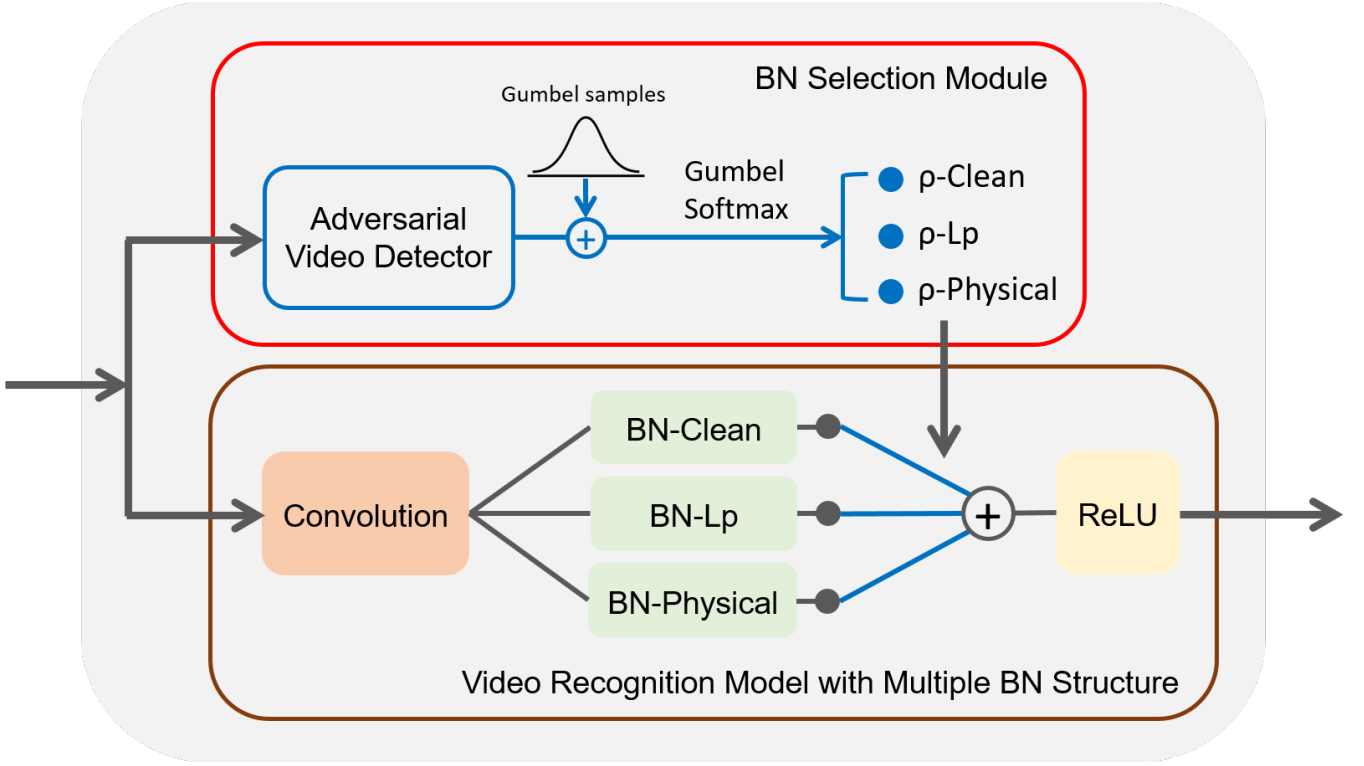 BN Selection Module
Gumbel samples
Gumbel
Softmax
Adversarial
Video Detector
+
ρ-Clean
ρ-Lp
ρ-Physical
Convolution
BN-Clean
BN-Lp
BN-Physical
+
ReLU
Video Recognition Model with Multiple BN Structure